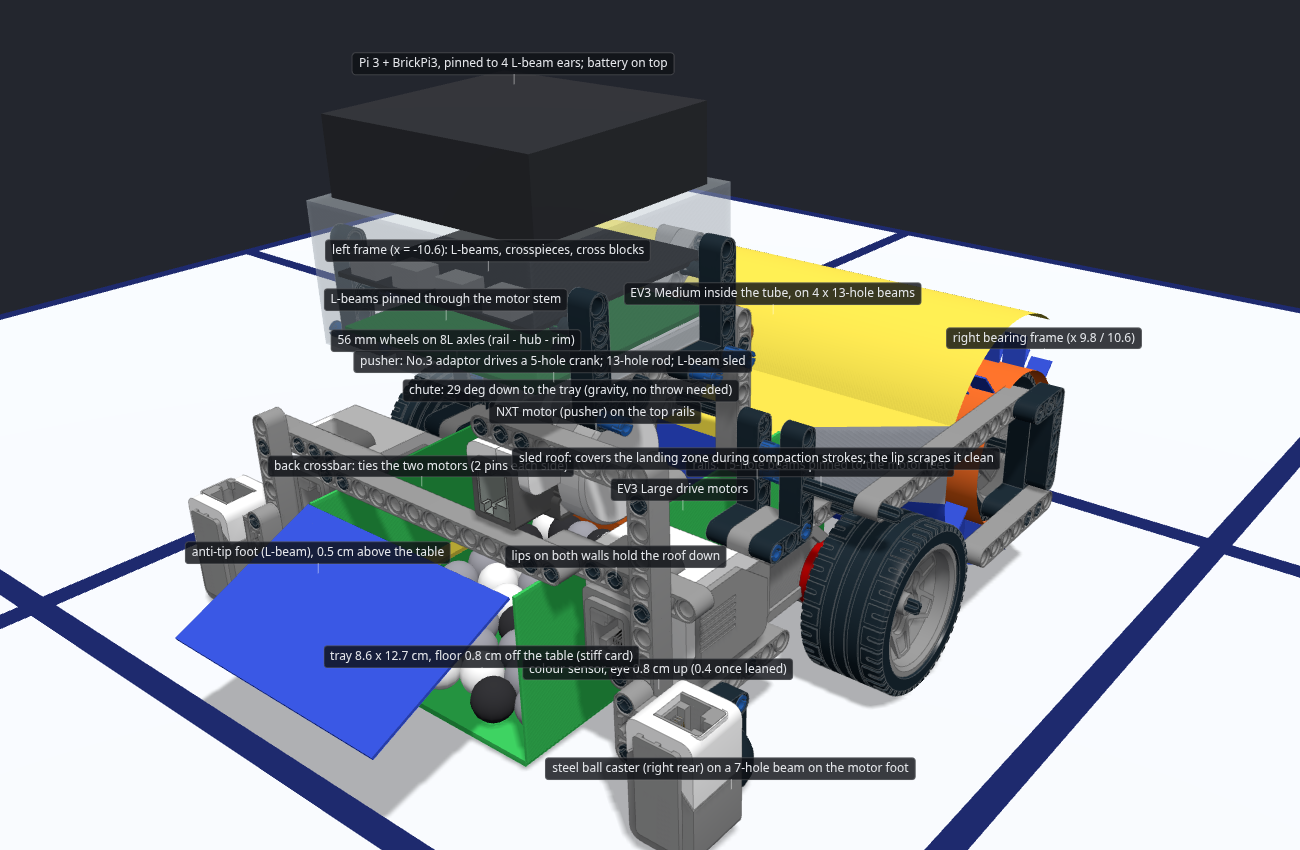 Pi 3 + BrickPi3, pinned to 4 L-beam ears; battery on top
left frame (x = -10.6): L-beams, crosspieces, cross blocks
L-beams pinned through the motor stem
EV3 Medium inside the tube, on 4 x 13-hole beams
56 mm wheels on 8L axles (rail - hub - rim)
right bearing frame (x 9.8 / 10.6)
pusher: No.3 adaptor drives a 5-hole crank; 13-hole rod; L-beam sled
chute: 29 deg down to the tray (gravity, no throw needed)
NXT motor (pusher) on the top rails
sled roof: covers the landing zone during compaction strokes; the lip scrapes it clean
back crossbar: ties the two motors (2 pins each side)
EV3 Large drive motors
anti-tip foot (L-beam), 0.5 cm above the table
lips on both walls hold the roof down
tray 8.6 x 12.7 cm, floor 0.8 cm off the table (stiff card)
colour sensor, eye 0.8 cm up (0.4 once leaned)
steel ball caster (right rear) on a 7-hole beam on the motor foot